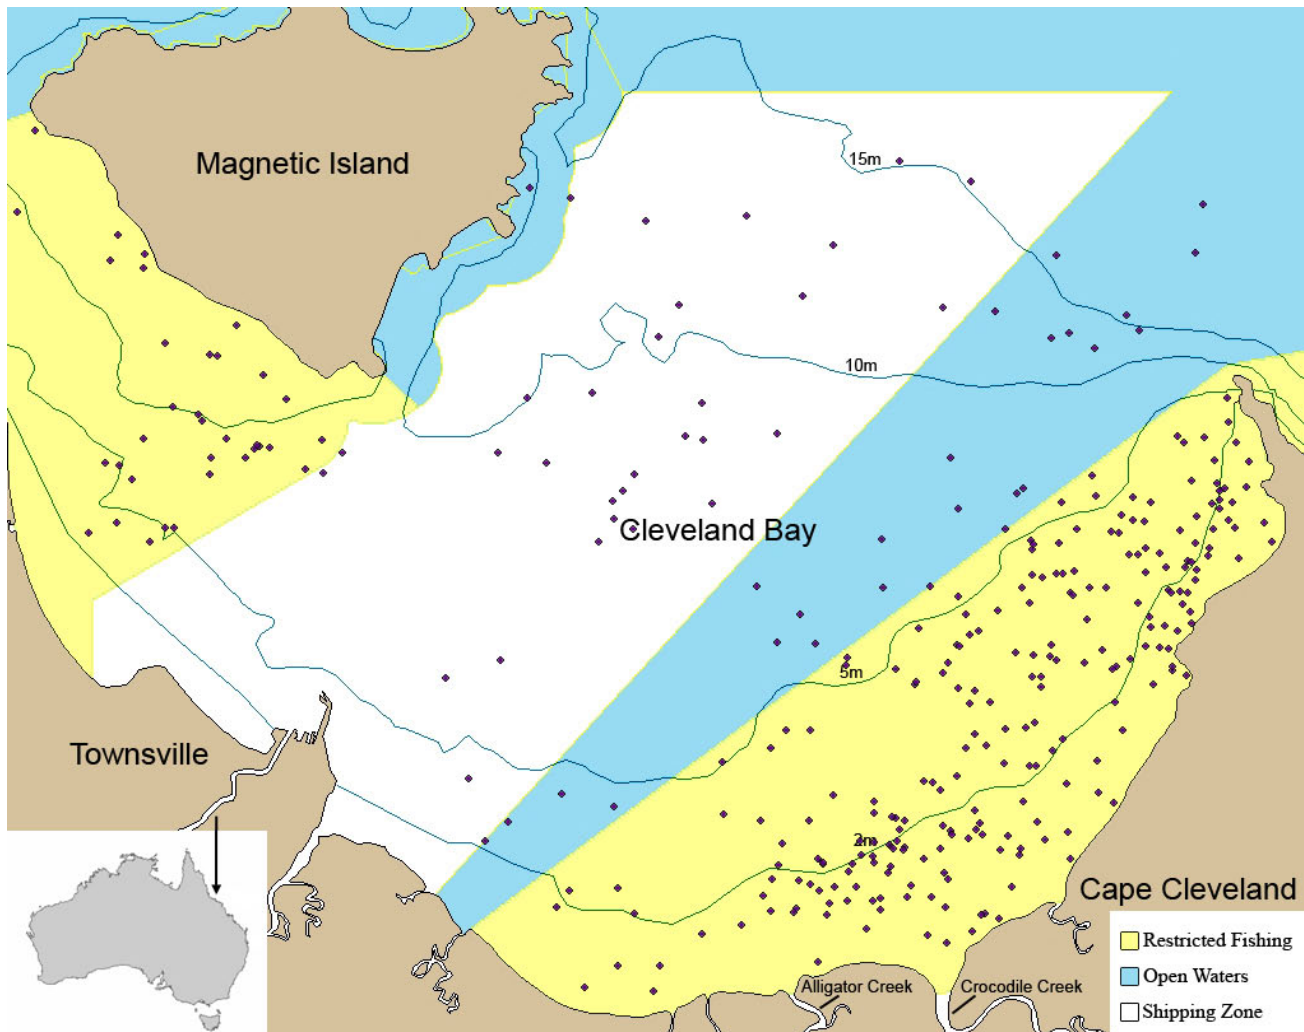 15m
Magnetic Island
10m
Cleveland Bay
5m
Townsville
2m
Cape Cleveland
Restricted Fishing
Open Waters
Alligator Creek
Crocodile Creek
Shipping Zone